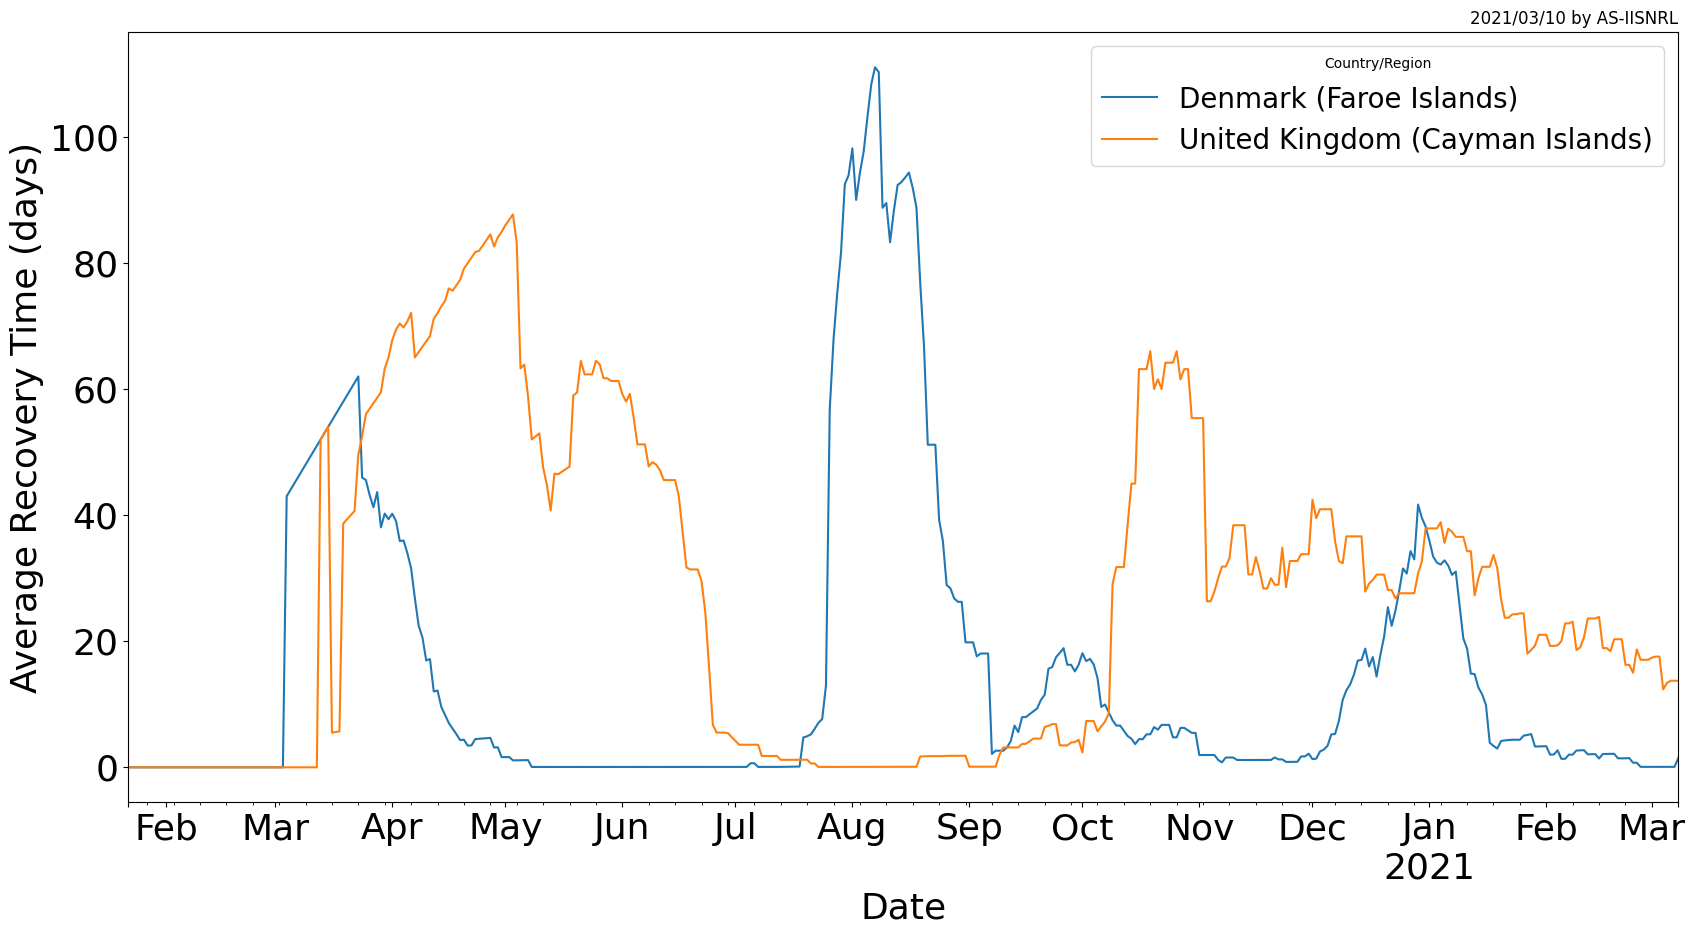 2021/03/10 by AS-IISNRL
Country/Region
Denmark (Faroe Islands)
United Kingdom (Cayman Islands)
Average Recovery Time (days)
100
80
60
40
20
0
Feb Mar Apr May Jun Jul Aug Sep Oct Nov Dec Jan Feb Mar
2021
Date